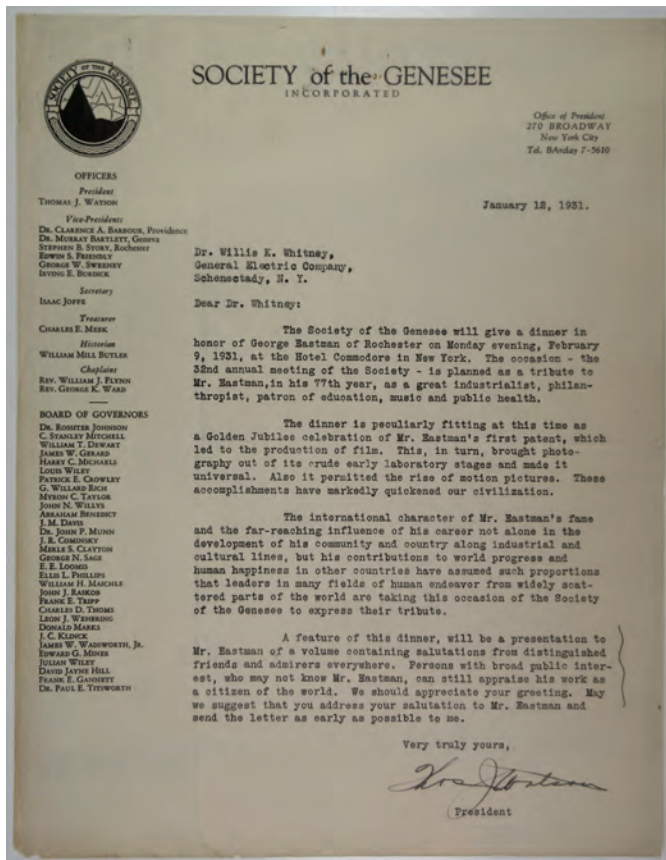 SOCIETY OF THE GENESEE
SOCIETY of the GENESEE
INCORPORATED
Office of President
270 BROADWAY
New York City
Tel. BArclay 7-5610
OFFICERS
President
THOMAS J. WATSON
Vice-Presidents
DR. CLARENCE A. BARBOUR, Providence
DR. MURRAY BARTLETT, Geneva
STEPHEN B. STORY, Rochester
EDWIN S. FRIENDLY
GEORGE W. SWEENEY
IRVING E. BURDICK
Secretary
ISAAC JOFFE
Treasurer
CHARLES E. MEEK
Historian
WILLIAM MILL BUTLER
Chaplains
REV. WILLIAM J. FLYNN
REV. GEORGE K. WARD
BOARD OF GOVERNORS
DR. ROSSITER JOHNSON
C. STANLEY MITCHELL
WILLIAM T. DEWART
JAMES W. GERARD
HARRY C. MICHAELS
LOUIS WILEY
PATRICK E. CROWLEY
G. WILLARD RICH
MYRON C. TAYLOR
JOHN N. WILLYS
ABRAHAM BENEDICT
J. M. DAVIS
DR. JOHN P. MUNN
J. R. COMINSKY
MERLE S. CLAYTON
GEORGE N. SAGE
E. E. LOOMIS
ELLIS L. PHILLIPS
WILLIAM H. MAICHLE
JOHN J. RASKOB
FRANK E. TRIPP
CHARLES D. THOMS
LEON J. WEHBRING
DONALD MARKS
J. C. KLINCK
JAMES W. WADSWORTH, JR.
EDWARD G. MINER
JULIAN WILEY
DAVID JAYNE HILL
FRANK E. GANNETT
DR. PAUL E. TITSWORTH
January 12, 1931.
Dr. Willis K. Whitney,
General Electric Company,
Schenectady, N. Y.
Dear Dr. Whitney:
The Society of the Genesee will give a dinner in
honor of George Eastman of Rochester on Monday evening, February
9, 1931, at the Hotel Commodore in New York. The occasion - the
32nd annual meeting of the Society - is planned as a tribute to
Mr. Eastman,in his 77th year, as a great industrialist, philan-
thropist, patron of education, music and public health.
The dinner is peculiarly fitting at this time as
a Golden Jubilee celebration of Mr. Eastman's first patent, which
led to the production of film. This, in turn, brought photo-
graphy out of its crude early laboratory stages and made it
universal. Also it permitted the rise of motion pictures. These
accomplishments have markedly quickened our civilization.
The international character of Mr. Eastman's fame
and the far-reaching influence of his career not alone in the
development of his community and country along industrial and
cultural lines, but his contributions to world progress and
human happiness in other countries have assumed such proportions
that leaders in many fields of human endeavor from widely scat-
tered parts of the world are taking this occasion of the Society
of the Genesee to express their tribute.
A feature of this dinner, will be a presentation to
Mr. Eastman of a volume containing salutations from distinguished
friends and admirers everywhere. Persons with broad public inter-
est, who may not know Mr. Eastman, can still appraise his work as
a citizen of the world. We should appreciate your greeting. May
we suggest that you address your salutation to Mr. Eastman and
send the letter as early as possible to me.
Very truly yours,
Thos J Watson
President